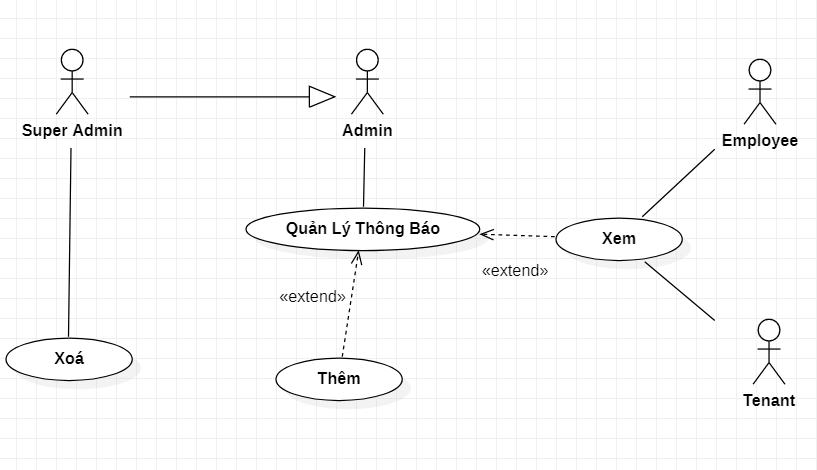 Super Admin
Admin
Employee
Quản Lý Thông Báo
Xem
«extend»
«extend»
Xoá
Thêm
Tenant